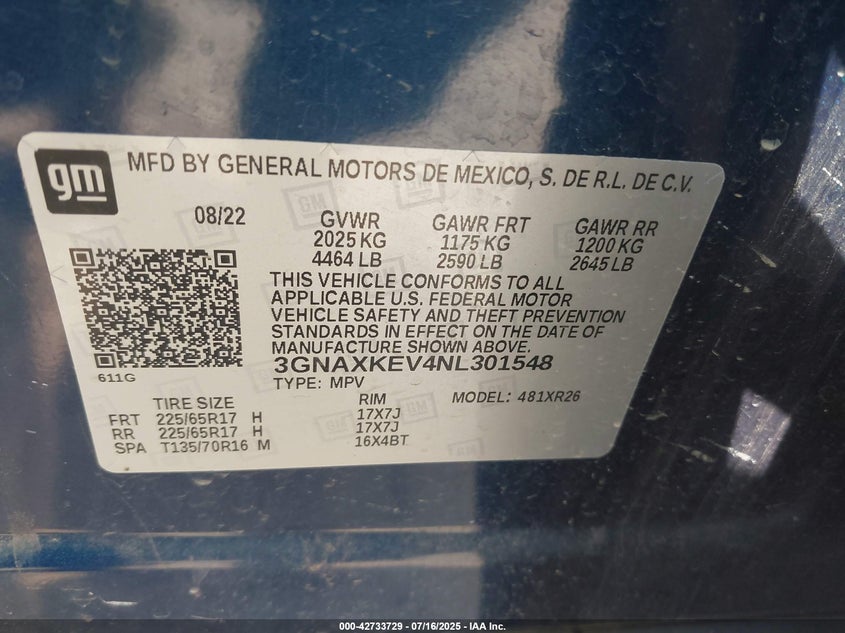 gm
MFD BY GENERAL MOTORS DE MEXICO, S. DE R.L. DE C.V.
08/22 GVWR GAWR FRT GAWR RR
2025 KG 1175 KG 1200 KG
4464 LB 2590 LB 2645 LB
THIS VEHICLE CONFORMS TO ALL
APPLICABLE U.S. FEDERAL MOTOR
VEHICLE SAFETY AND THEFT PREVENTION
STANDARDS IN EFFECT ON THE DATE OF
MANUFACTURE SHOWN ABOVE.
3GNAXKEV4NL301548
611G
TYPE: MPV MODEL: 481XR26
TIRE SIZE RIM
FRT 225/65R17 H 17X7J
RR 225/65R17 H 17X7J
SPA T135/70R16 M 16X4BT
000-42733729 - 07/16/2025 - IAA Inc.